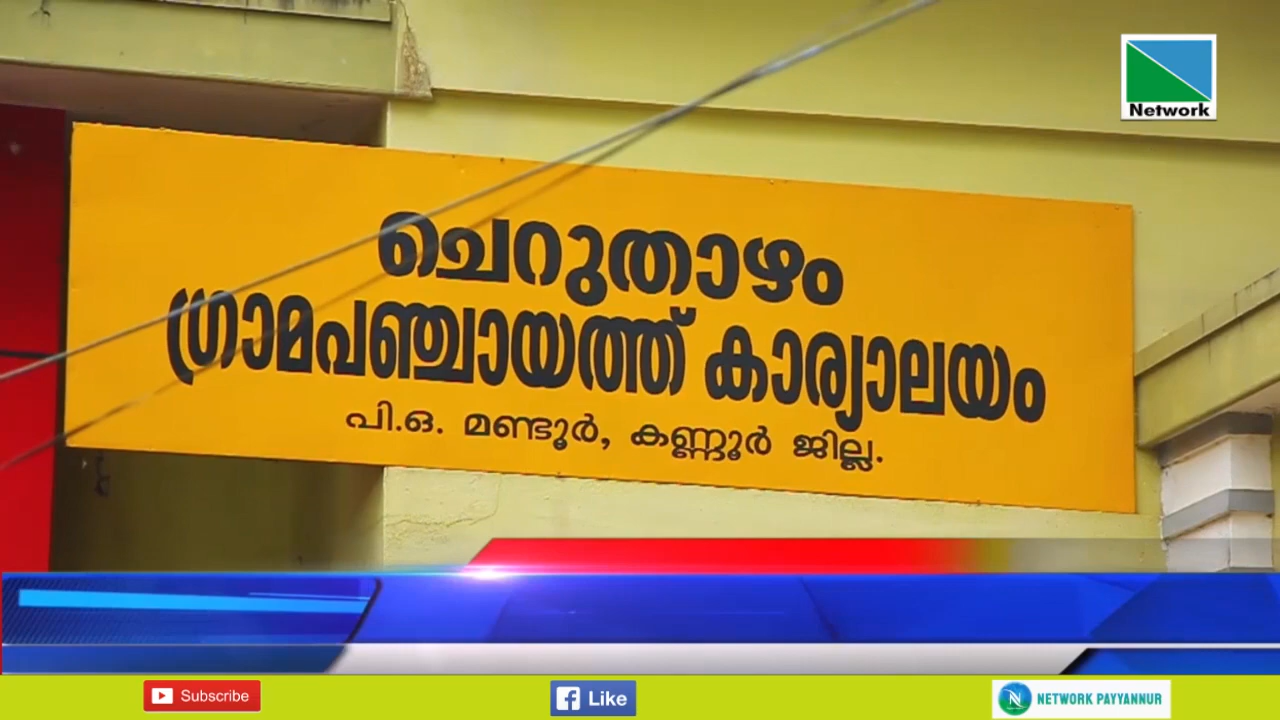 Network
ചെറുതാഴം
ഗ്രാമപഞ്ചായത്ത് കാര്യാലയം
പി.ഒ. മണ്ടൂർ, കണ്ണൂർ ജില്ല.
Subscribe
Like
NETWORK PAYYANNUR